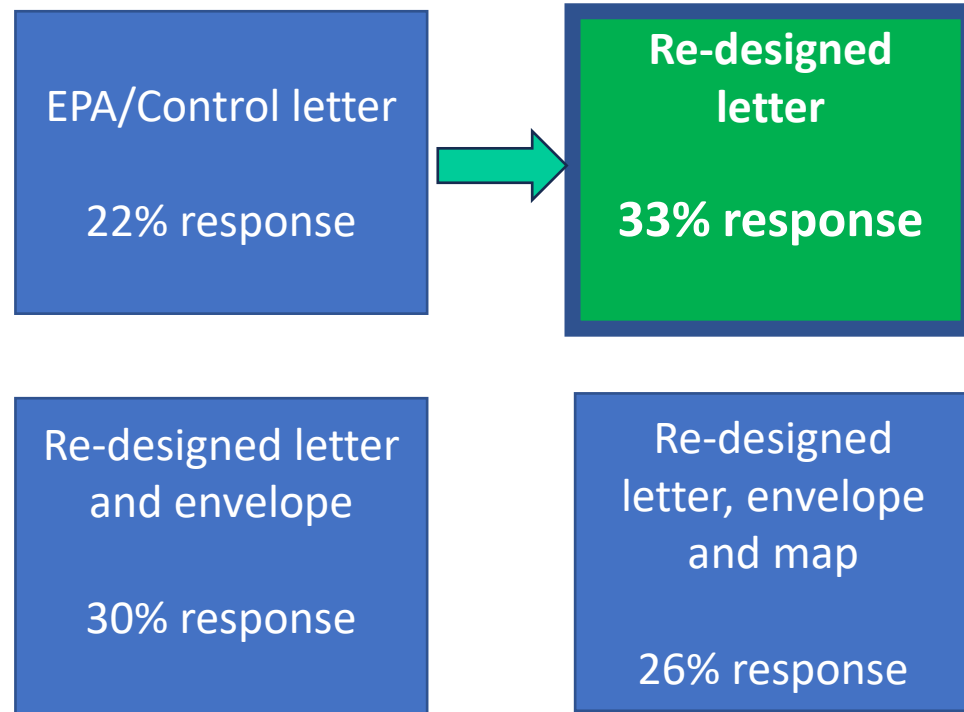 EPA/Control letter
22% response
Re-designed
letter
33% response
Re-designed letter
and envelope
30% response
Re-designed
letter, envelope
and map
26% response